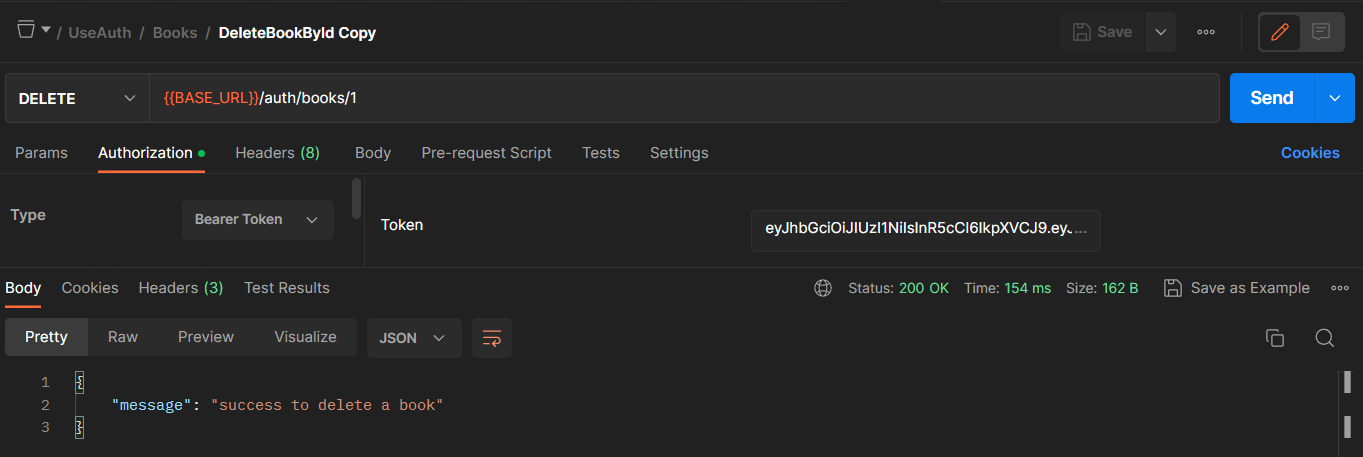 / UseAuth / Books / DeleteBookById Copy
Save
DELETE
{{BASE_URL}}/auth/books/1
Send
Params Authorization Headers (8) Body Pre-request Script Tests Settings Cookies
Type
Bearer Token
Token
eyJhbGciOiJIUzI1NiIsInR5cCI6IkpXVCJ9.eyJ...
Body Cookies Headers (3) Test Results
Status: 200 OK Time: 154 ms Size: 162 B Save as Example
Pretty Raw Preview Visualize JSON
1 {
2 "message": "success to delete a book"
3 }